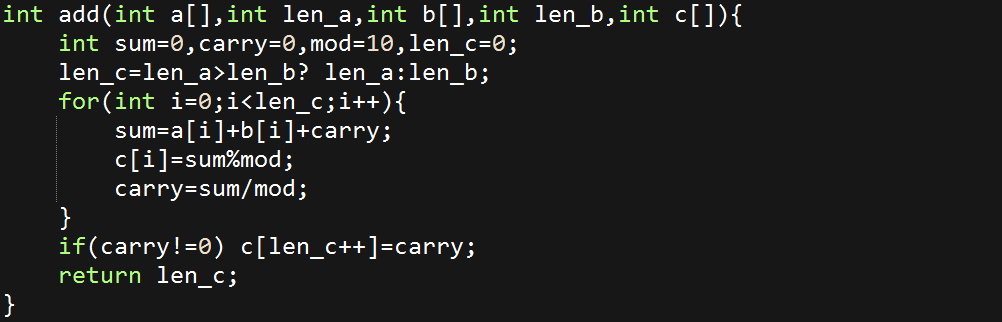 int add(int a[],int len_a,int b[],int len_b,int c[]){
    int sum=0,carry=0,mod=10,len_c=0;
    len_c=len_a>len_b? len_a:len_b;
    for(int i=0;i<len_c;i++){
        sum=a[i]+b[i]+carry;
        c[i]=sum%mod;
        carry=sum/mod;
    }
    if(carry!=0) c[len_c++]=carry;
    return len_c;
}